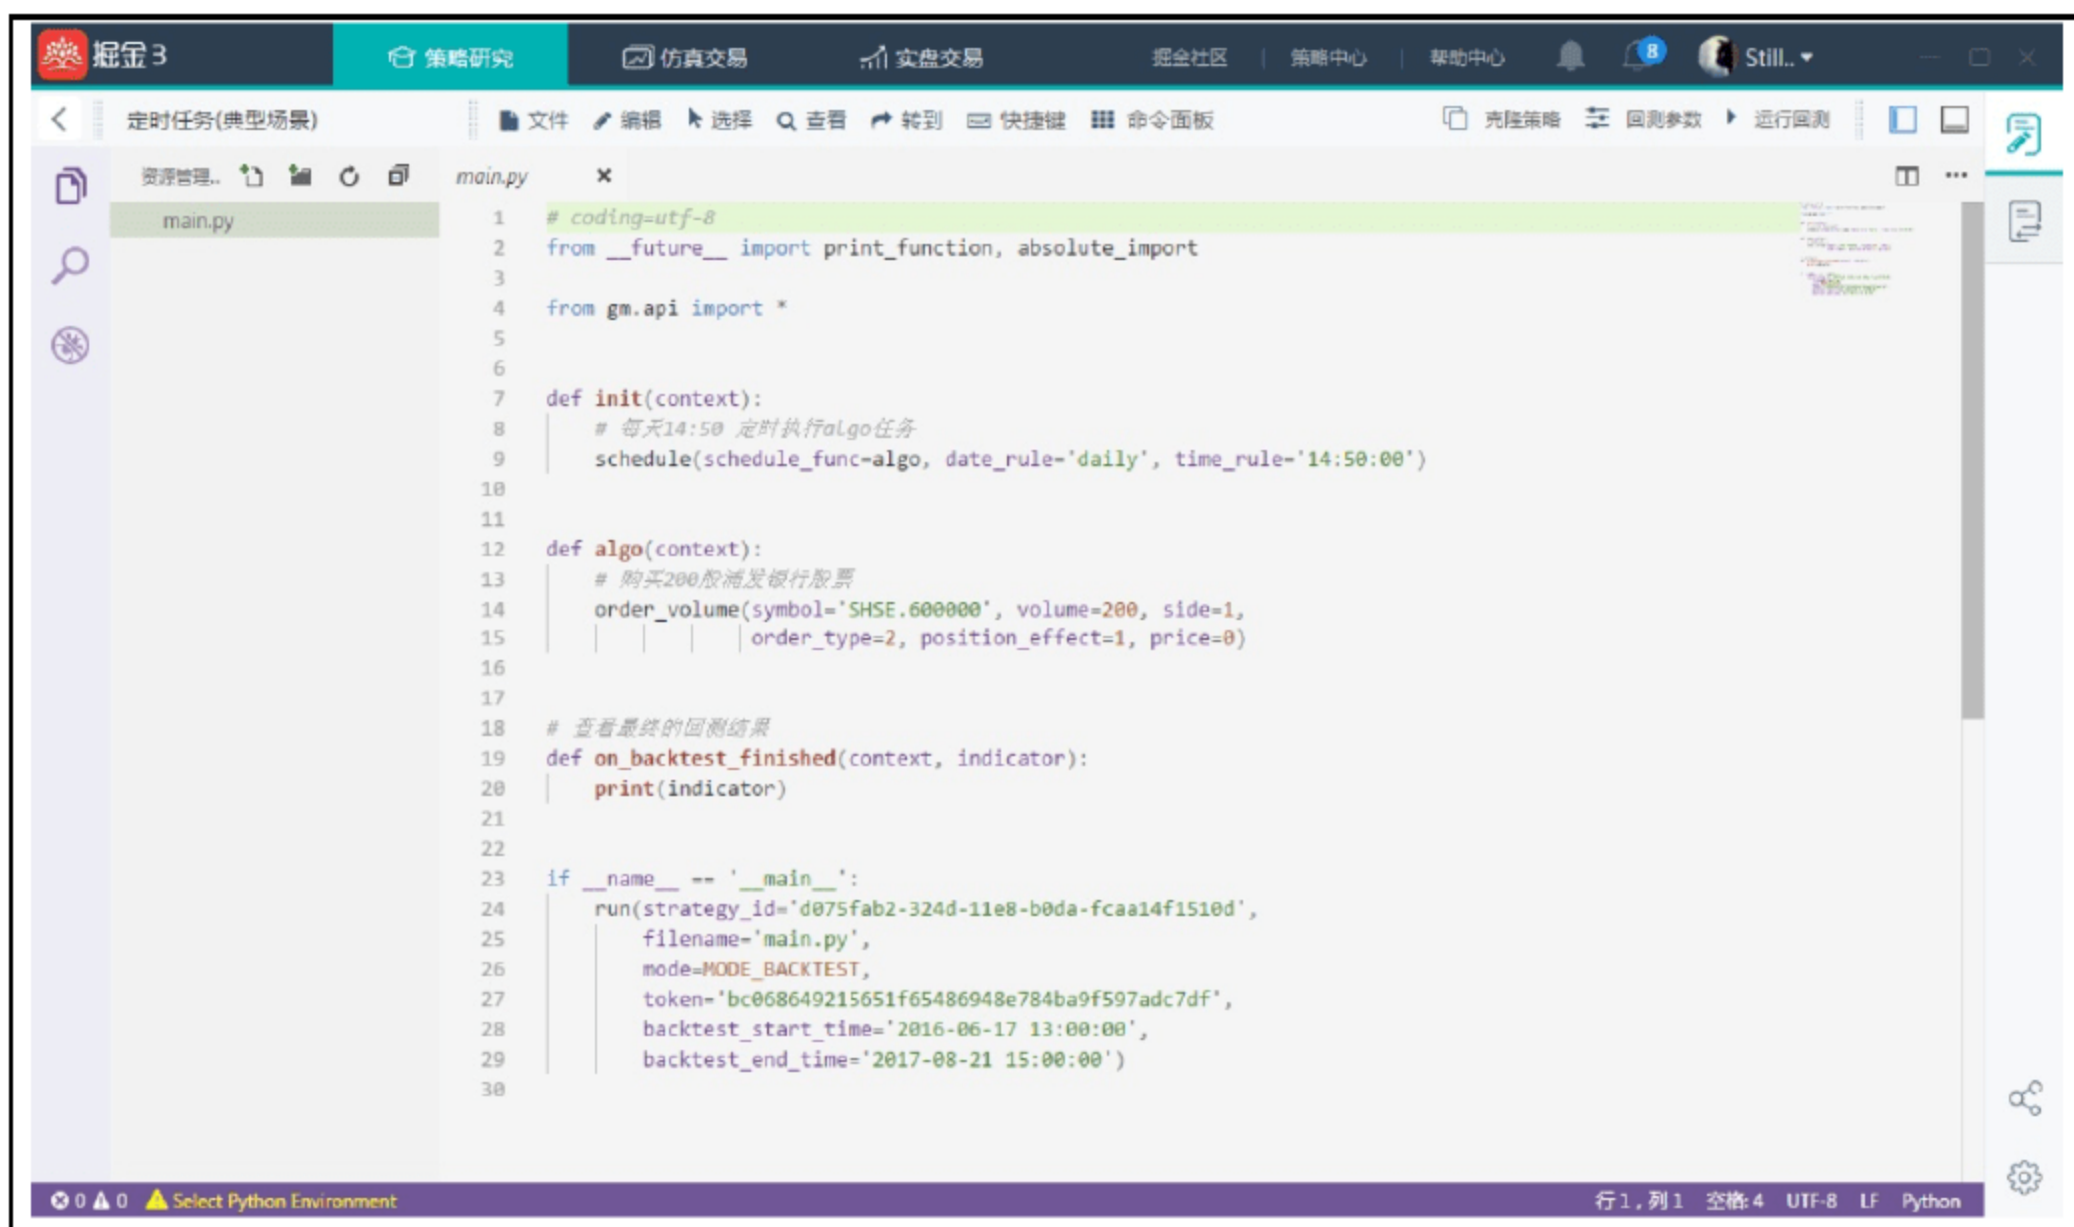 掘金3
策略研究
仿真交易
实盘交易
掘金社区 | 策略中心 | 帮助中心
8
Still.. 
定时任务(典型场景)
文件 编辑 选择 查看 转到 快捷键 命令面板
克隆策略 回测参数 运行回测
资源管理..
main.py
main.py
1 # coding=utf-8
2 from __future__ import print_function, absolute_import
3
4 from gm.api import *
5
6
7 def init(context):
8 # 每天14:50 定时执行algo任务
9 schedule(schedule_func=algo, date_rule='daily', time_rule='14:50:00')
10
11
12 def algo(context):
13 # 购买200股浦发银行股票
14 order_volume(symbol='SHSE.600000', volume=200, side=1,
15 order_type=2, position_effect=1, price=0)
16
17
18 # 查看最终的回测结果
19 def on_backtest_finished(context, indicator):
20 print(indicator)
21
22
23 if __name__ == '__main__':
24 run(strategy_id='d075fab2-324d-11e8-b0da-fcaa14f1510d',
25 filename='main.py',
26 mode=MODE_BACKTEST,
27 token='bc068649215651f65486948e784ba9f597adc7df',
28 backtest_start_time='2016-06-17 13:00:00',
29 backtest_end_time='2017-08-21 15:00:00')
30
0 0 Select Python Environment
行1, 列1 空格: 4 UTF-8 LF Python